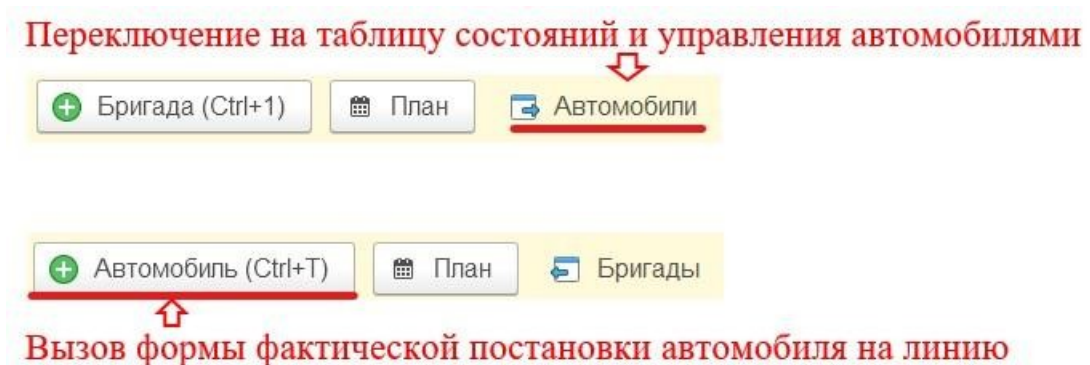 Переключение на таблицу состояний и управления автомобилями
Бригада (Ctrl+1) План Автомобили
Автомобиль (Ctrl+T) План Бригады
Вызов формы фактической постановки автомобиля на линию